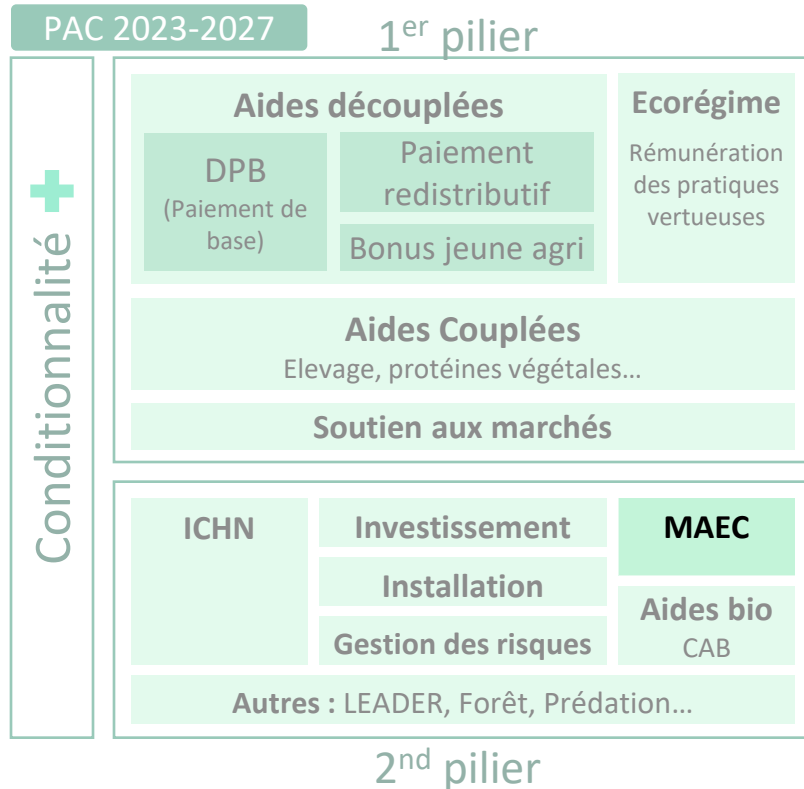 PAC 2023-2027
1er pilier
Conditionnalité +
Aides découplées
DPB
(Paiement de
base)
Paiement
redistributif
Bonus jeune agri
Ecorégime
Rémunération
des pratiques
vertueuses
Aides Couplées
Elevage, protéines végétales…
Soutien aux marchés
ICHN
Investissement
Installation
Gestion des risques
MAEC
Aides bio
CAB
Autres : LEADER, Forêt, Prédation…
2nd pilier